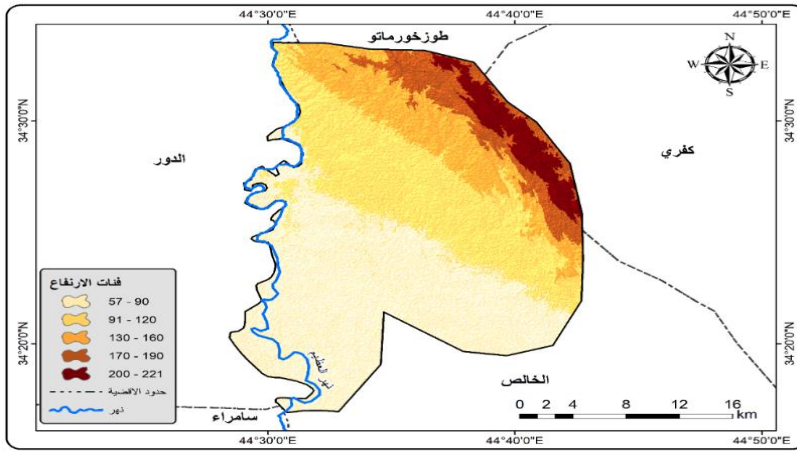 44°30'0"E
44°40'0"E
44°50'0"E
طوزخورماتو
N
W E
S
34°30'0"N
34°30'0"N
الدور
كفري
فئات الارتفاع
57 - 90
91 - 120
130 - 160
170 - 190
200 - 221
حدود الاقضية
نهر
34°20'0"N
34°20'0"N
نهر العظيم
الخالص
سامراء
0 2 4 8 12 16
km
44°30'0"E
44°40'0"E
44°50'0"E